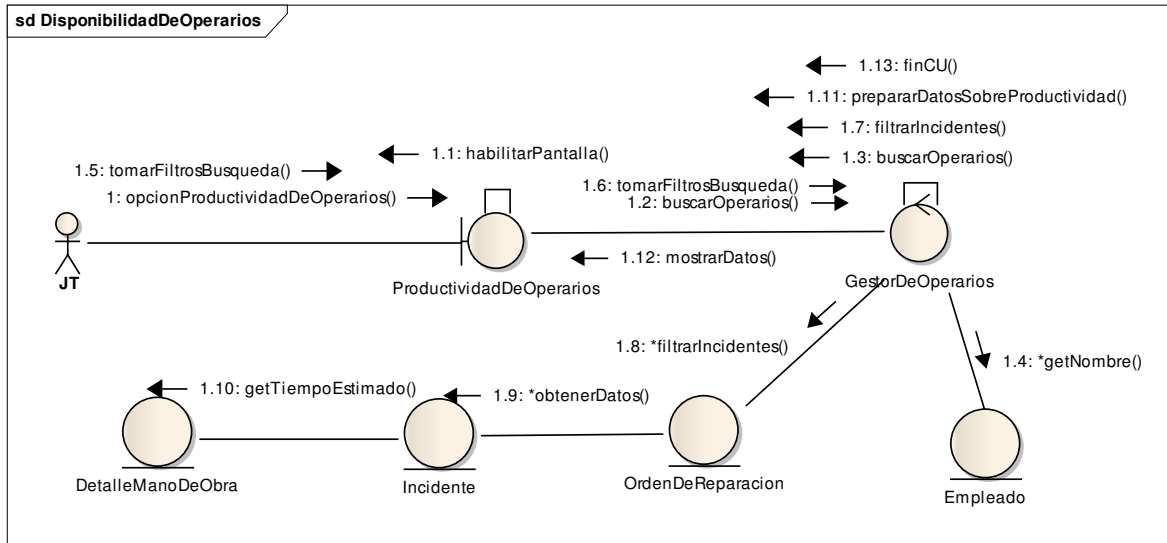 sd DisponibilidadDeOperarios
1.13: finCU()
1.11: prepararDatosSobreProductividad()
1.7: filtrarIncidentes()
1.1: habilitarPantalla()
1.3: buscarOperarios()
1.5: tomarFiltrosBusqueda()
1.6: tomarFiltrosBusqueda()
1: opcionProductividadDeOperarios()
1.2: buscarOperarios()
1.12: mostrarDatos()
JT
ProductividadDeOperarios
GestorDeOperarios
1.8: *filtrarIncidentes()
1.4: *getNombre()
1.10: getTiempoEstimado()
1.9: *obtenerDatos()
DetalleManoDeObra
Incidente
OrdenDeReparacion
Empleado